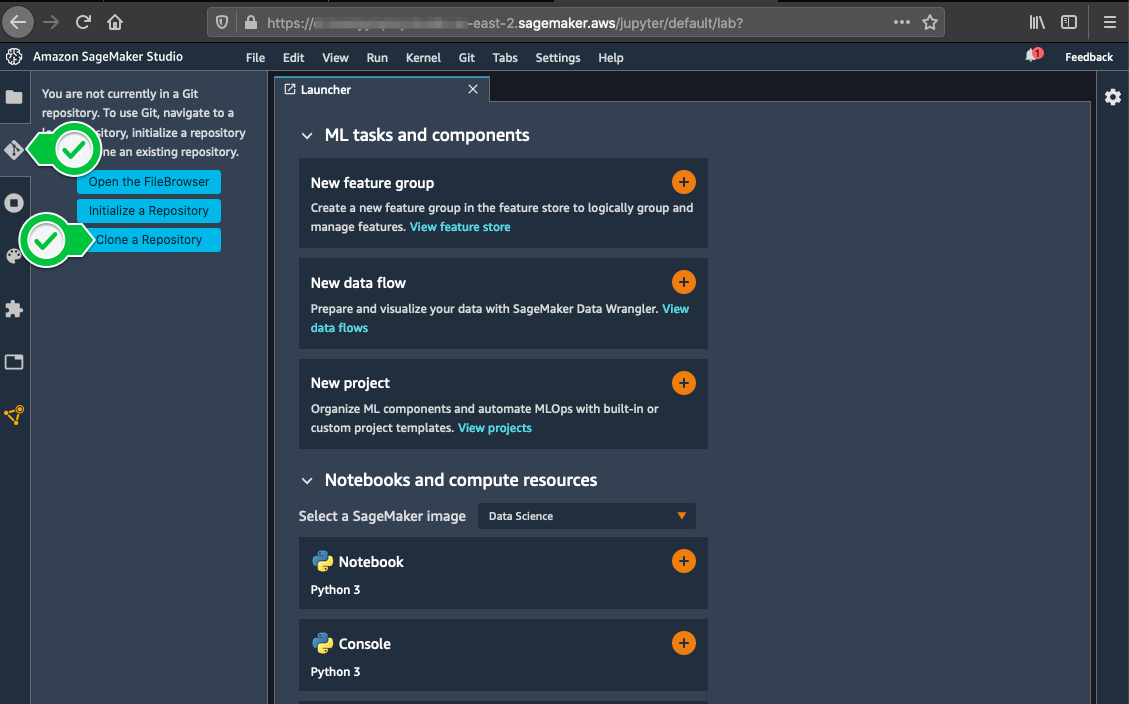 https:// -east-2.sagemaker.aws/jupyter/default/lab?
Amazon SageMaker Studio File Edit View Run Kernel Git Tabs Settings Help 1 Feedback
You are not currently in a Git
repository. To use Git, navigate to a
initialize a repository
an existing repository.
Open the FileBrowser
Initialize a Repository
Clone a Repository
Launcher
ML tasks and components
New feature group
Create a new feature group in the feature store to logically group and
manage features. View feature store
New data flow
Prepare and visualize your data with SageMaker Data Wrangler. View
data flows
New project
Organize ML components and automate MLOps with built-in or
custom project templates. View projects
Notebooks and compute resources
Select a SageMaker image Data Science
Notebook
Python 3
Console
Python 3